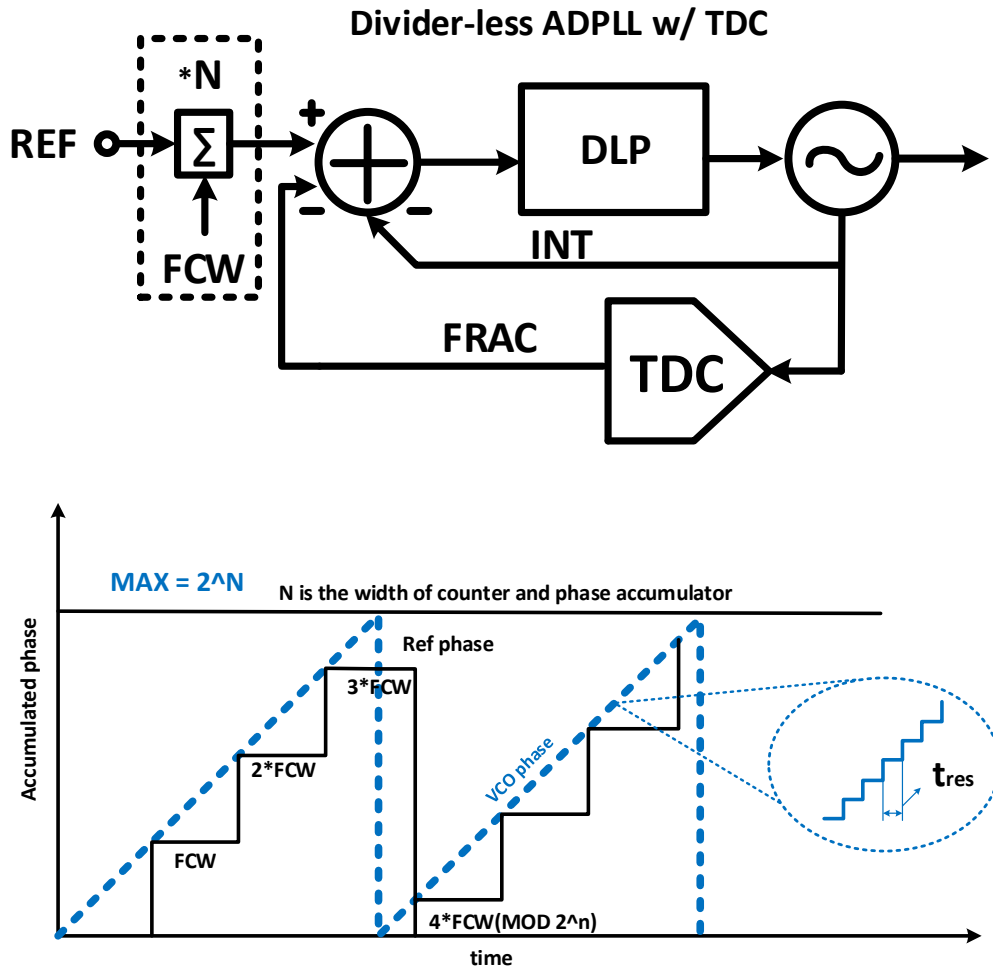 Divider-less ADPLL w/ TDC
*N
REF
Σ
+
DLP
−
−
FCW
INT
FRAC
TDC
MAX = 2^N
N is the width of counter and phase accumulator
Accumulated phase
Ref phase
3*FCW
2*FCW
FCW
VCO phase
tres
4*FCW(MOD 2^n)
time